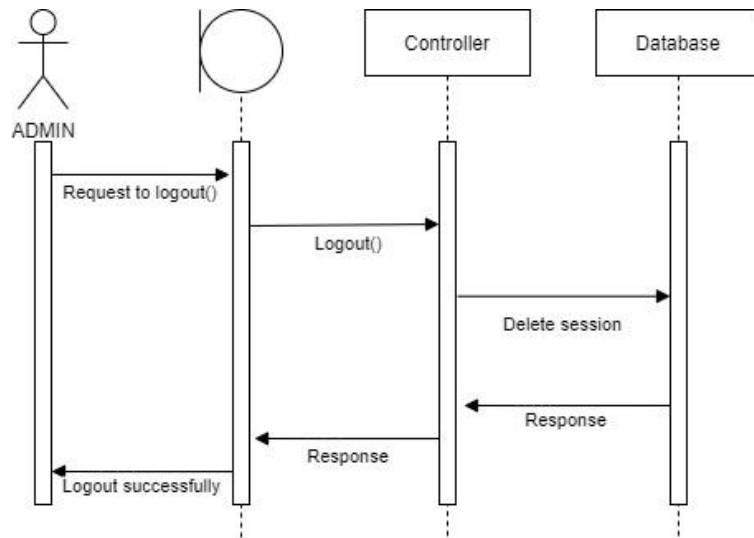 Controller
Database
ADMIN
Request to logout()
Logout()
Delete session
Response
Response
Logout successfully